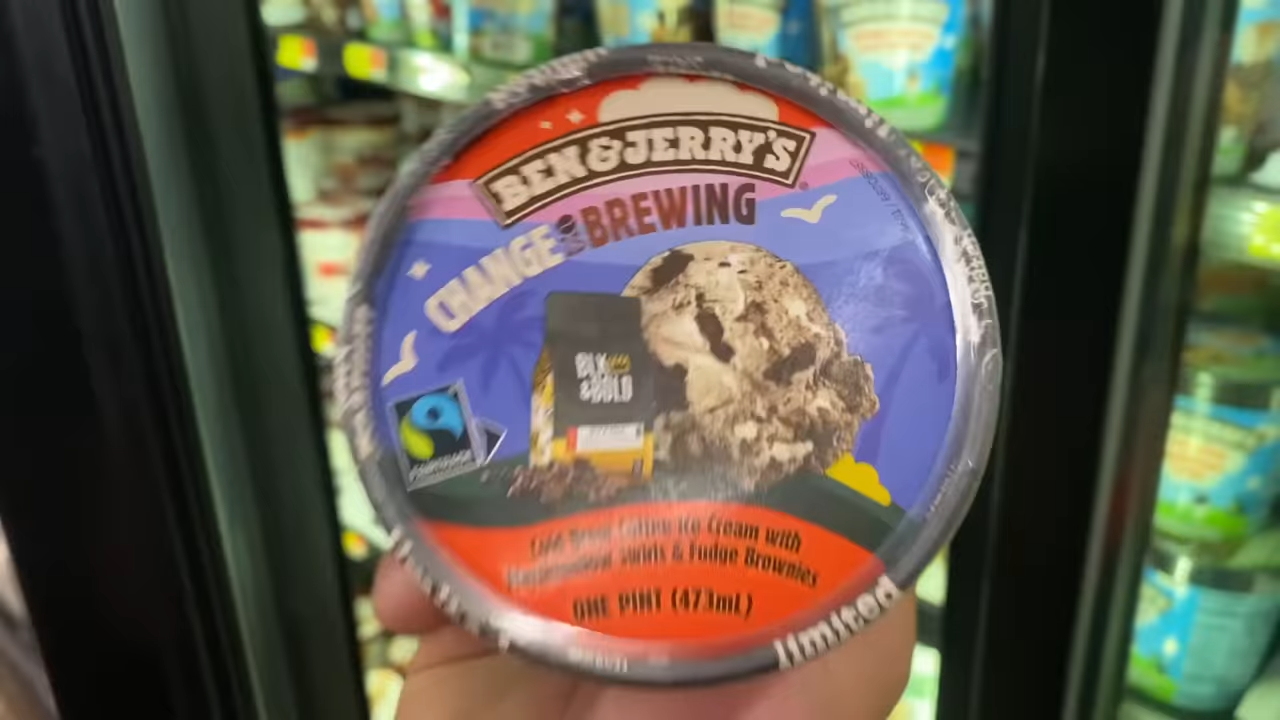 BEN & JERRY'S
CHANGE is BREWING
BLK
& BOLD
Cold Brew Coffee Ice Cream with
Marshmallow Swirls & Fudge Brownies
ONE PINT (473mL)
Limited